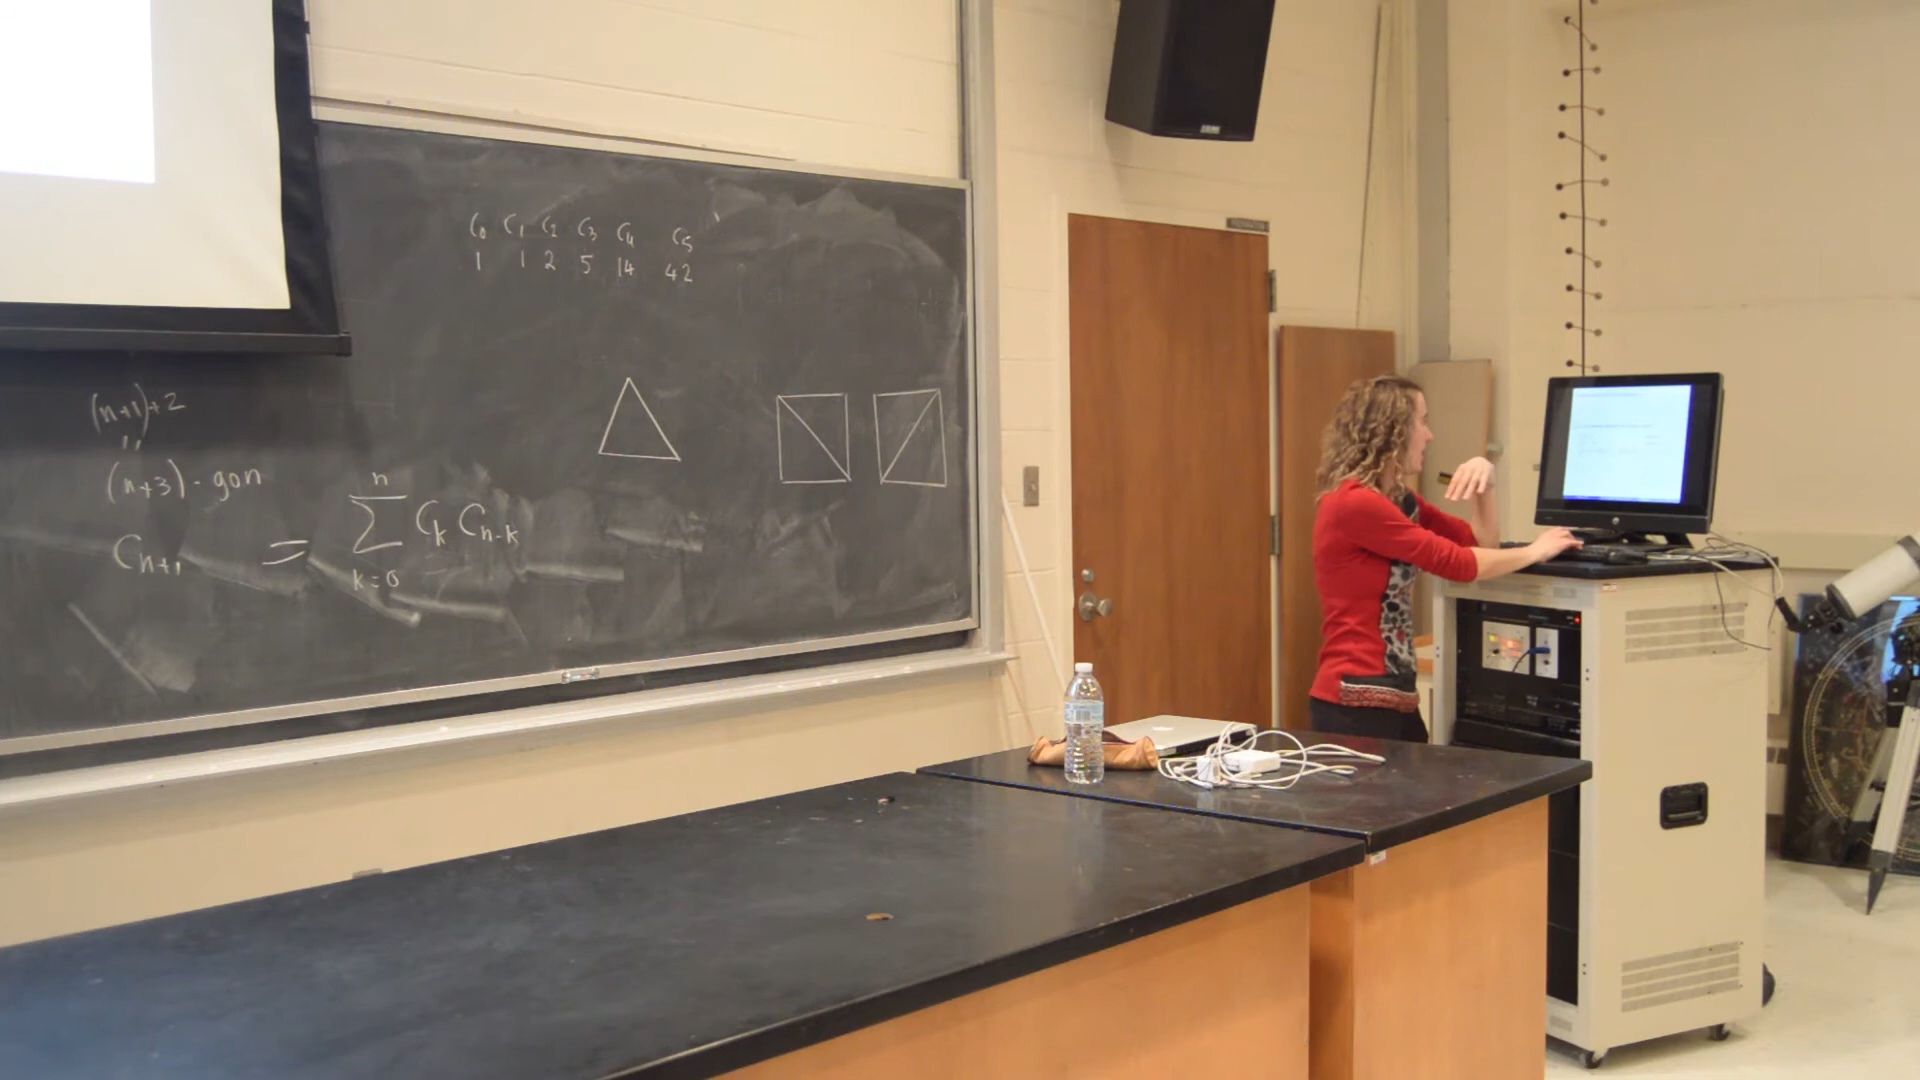 C₀ C₁ C₂ C₃ C₄ C₅
1 1 2 5 14 42
(n+1)+2
"
(n+3)-gon
n
Cₙ₊₁ = ∑ Cₖ Cₙ₋ₖ
k=0